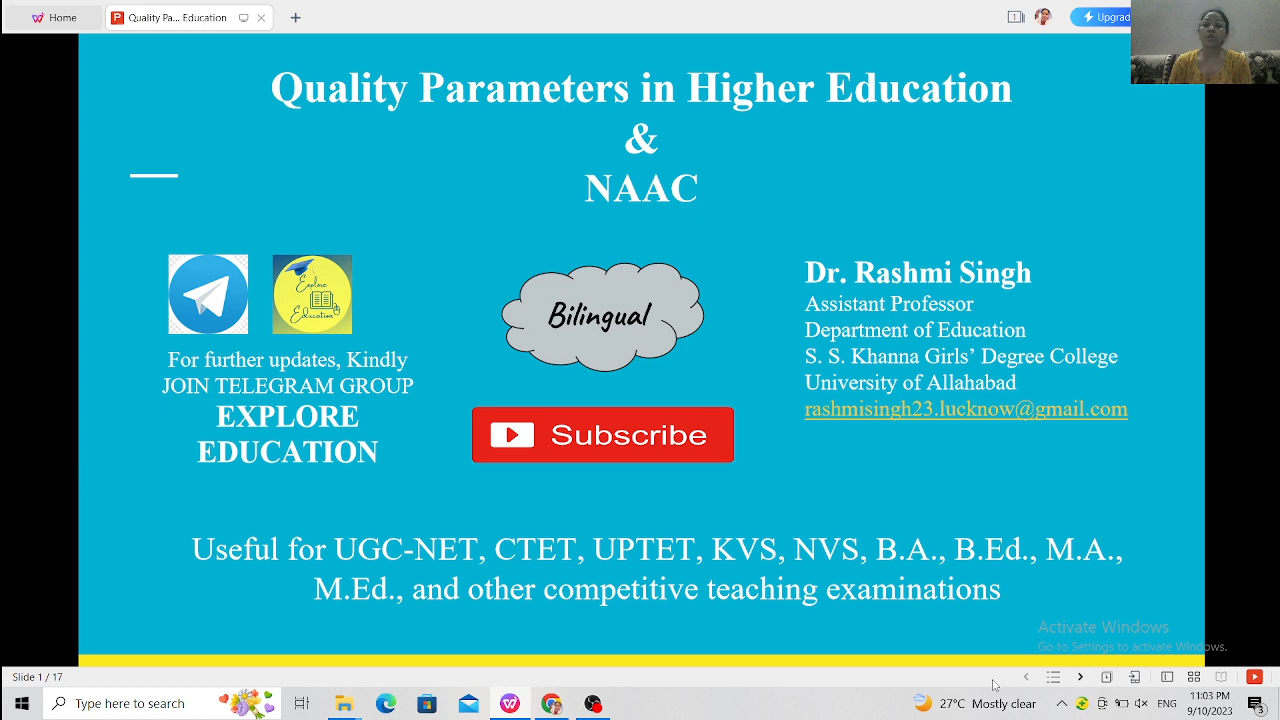 Home
Quality Pa... Education
1
Upgrad
Quality Parameters in Higher Education
&
NAAC
Explore
Education
For further updates, Kindly
JOIN TELEGRAM GROUP
EXPLORE
EDUCATION
Bilingual
Subscribe
Dr. Rashmi Singh
Assistant Professor
Department of Education
S. S. Khanna Girls’ Degree College
University of Allahabad
rashmisingh23.lucknow@gmail.com
Useful for UGC-NET, CTET, UPTET, KVS, NVS, B.A., B.Ed., M.A.,
M.Ed., and other competitive teaching examinations
Activate Windows
Go to Settings to activate Windows.
Slide 1 / 17
Type here to search
27°C Mostly clear
ENG
11:03 PM
9/10/2023
3